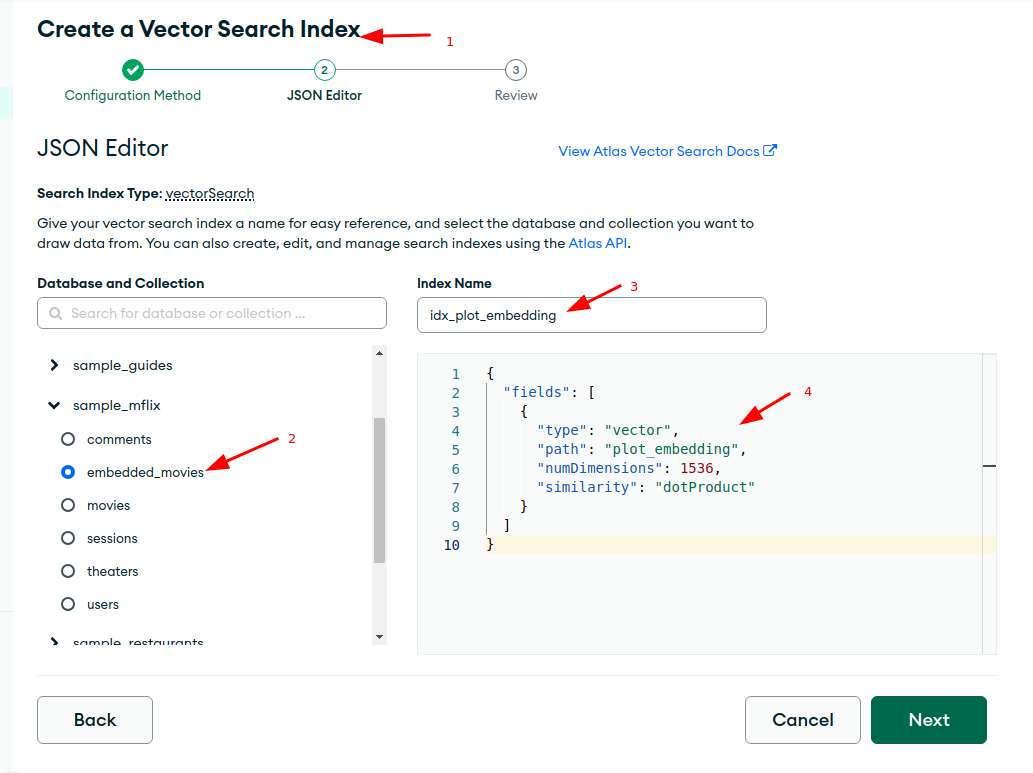 Create a Vector Search Index
1
2
3
Configuration Method
JSON Editor
Review
JSON Editor
View Atlas Vector Search Docs
Search Index Type: vectorSearch
Give your vector search index a name for easy reference, and select the database and collection you want to
draw data from. You can also create, edit, and manage search indexes using the Atlas API.
Database and Collection
Search for database or collection ...
sample_guides
sample_mflix
comments
embedded_movies
2
movies
sessions
theaters
users
sample_restaurants
Index Name
3
idx_plot_embedding
4
1 {
2 "fields": [
3 {
4 "type": "vector",
5 "path": "plot_embedding",
6 "numDimensions": 1536,
7 "similarity": "dotProduct"
8 }
9 ]
10 }
Back
Cancel
Next